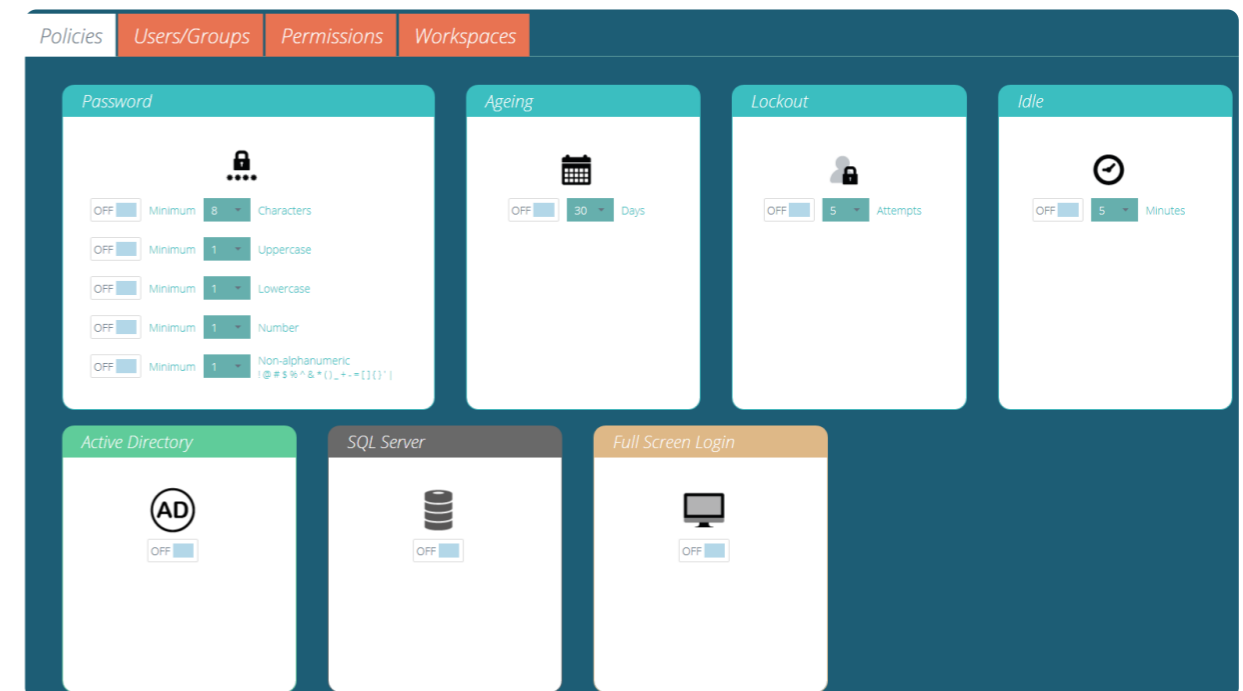 Policies Users/Groups Permissions Workspaces
Password
OFF Minimum 8 Characters
OFF Minimum 1 Uppercase
OFF Minimum 1 Lowercase
OFF Minimum 1 Number
OFF Minimum 1 Non-alphanumeric
!@#$%^&*()_+-=[]{}'|
Ageing
OFF 30 Days
Lockout
OFF 5 Attempts
Idle
OFF 5 Minutes
Active Directory
AD
OFF
SQL Server
OFF
Full Screen Login
OFF